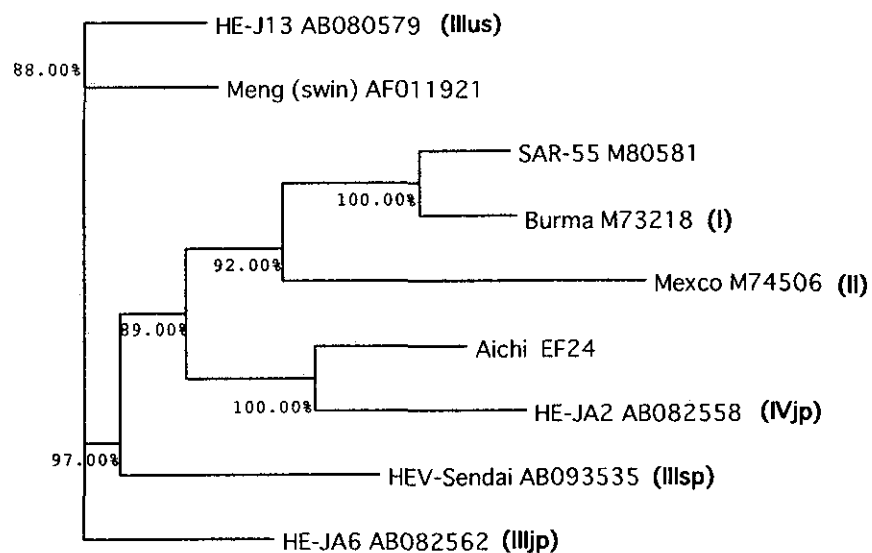 HE-J13 AB080579 (IIIus)
88.00%
Meng (swin) AF011921
SAR-55 M80581
100.00%
Burma M73218 (I)
92.00%
Mexco M74506 (II)
89.00%
Aichi EF24
100.00%
HE-JA2 AB082558 (IVjp)
97.00%
HEV-Sendai AB093535 (IIIsp)
HE-JA6 AB082562 (IIIjp)